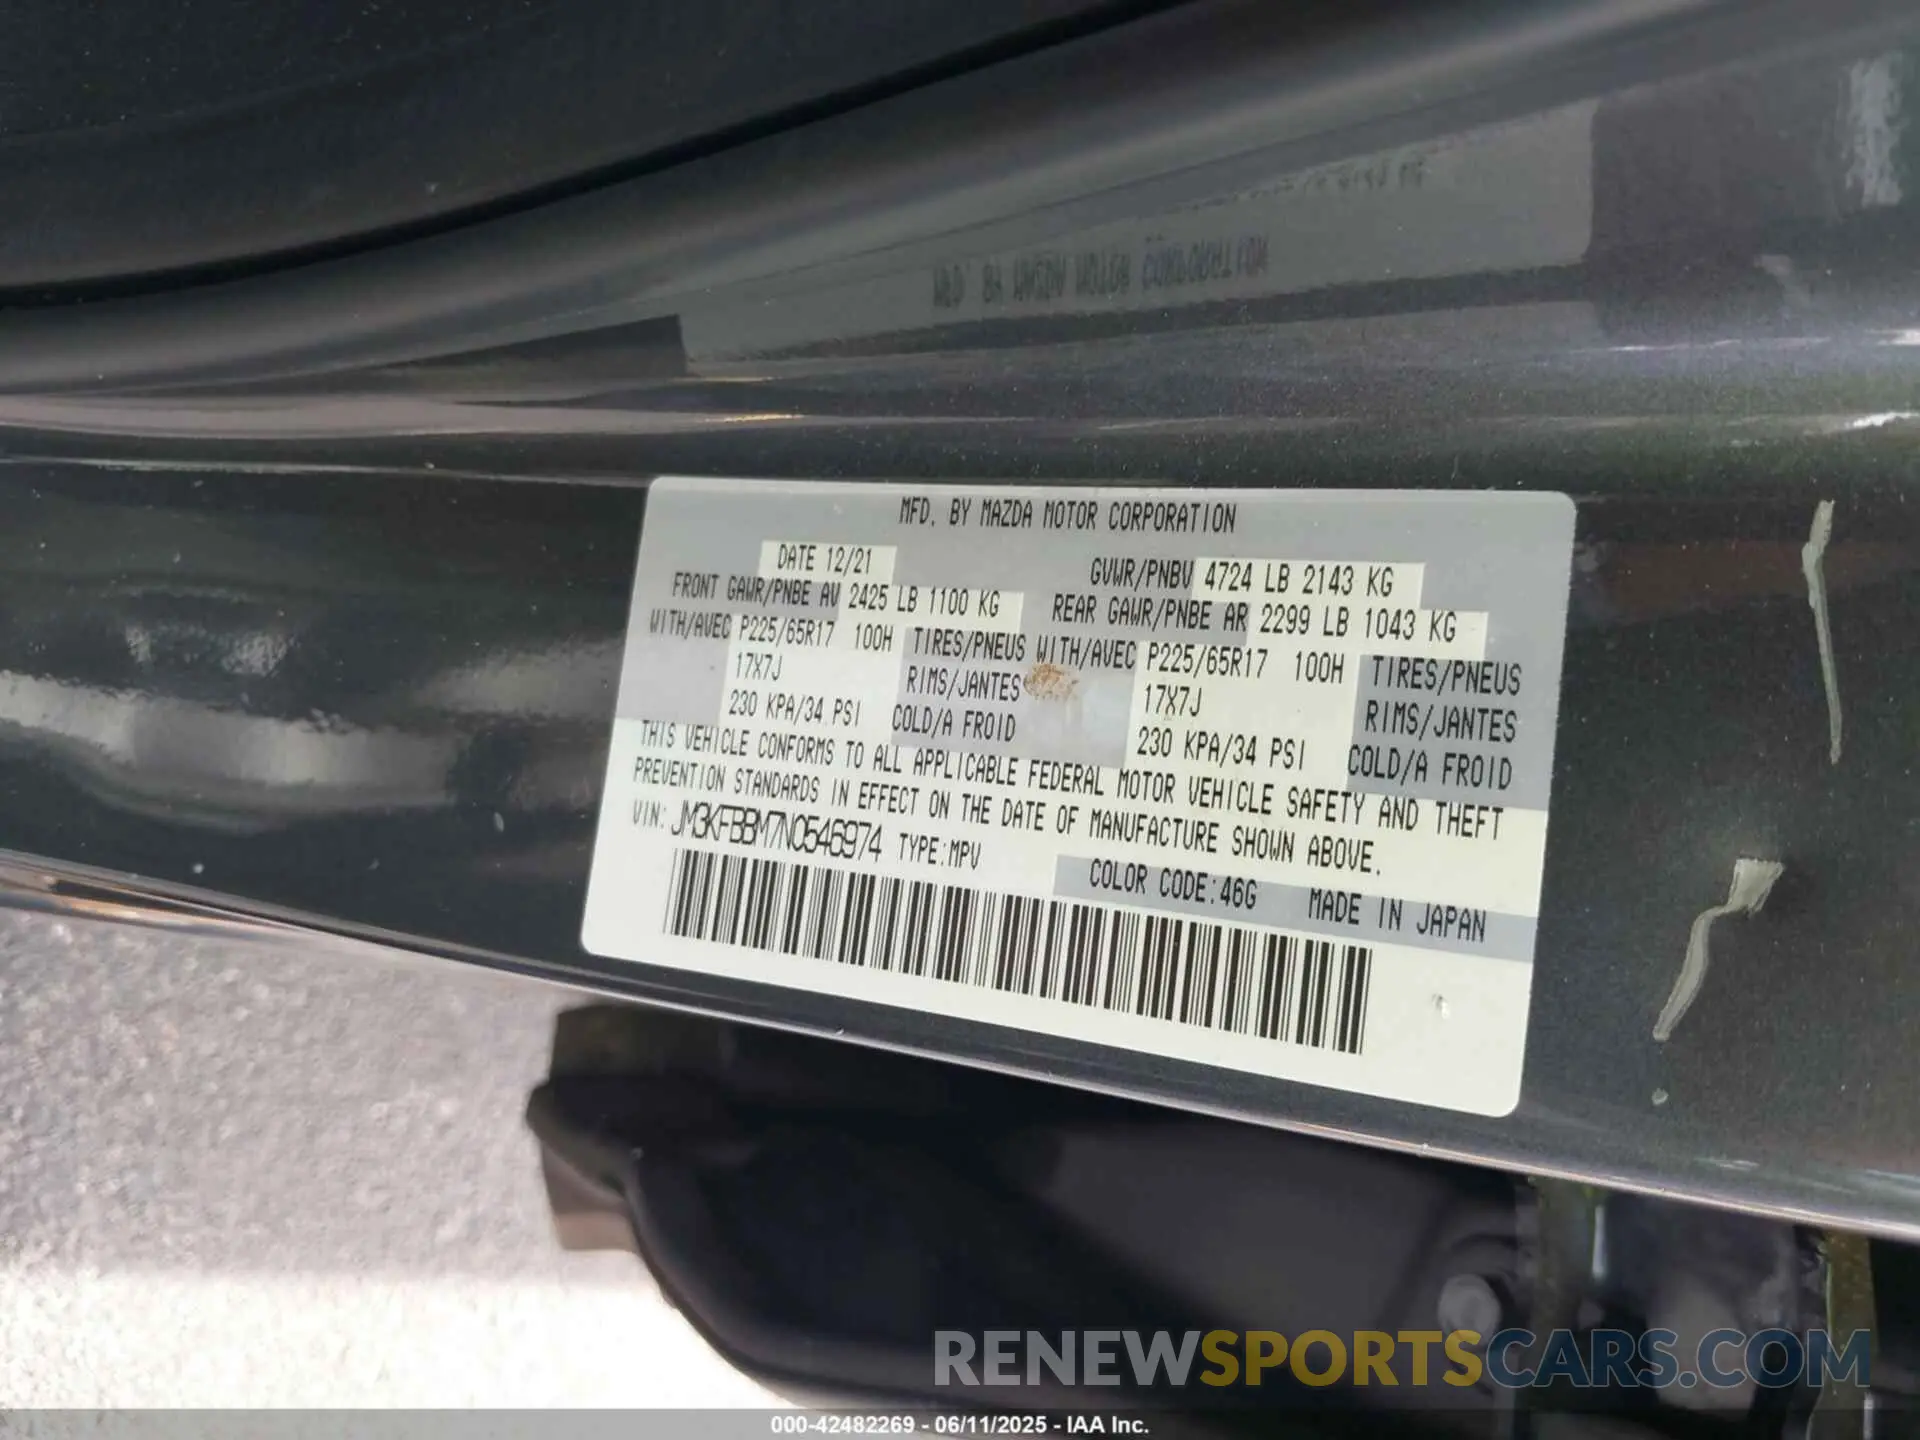 MFD. BY MAZDA MOTOR CORPORATION
DATE 12/21 GVWR/PNBV 4724 LB 2143 KG
FRONT GAWR/PNBE AV 2425 LB 1100 KG REAR GAWR/PNBE AR 2299 LB 1043 KG
WITH/AVEC P225/65R17 100H TIRES/PNEUS WITH/AVEC P225/65R17 100H TIRES/PNEUS
17X7J RIMS/JANTES 17X7J RIMS/JANTES
230 KPA/34 PSI COLD/A FROID 230 KPA/34 PSI COLD/A FROID
THIS VEHICLE CONFORMS TO ALL APPLICABLE FEDERAL MOTOR VEHICLE SAFETY AND THEFT
PREVENTION STANDARDS IN EFFECT ON THE DATE OF MANUFACTURE SHOWN ABOVE.
VIN: JM3KFBBM7N0546974 TYPE:MPV
COLOR CODE:46G MADE IN JAPAN
RENEWSPORTSCARS.COM
000-42482269 - 06/11/2025 - IAA Inc.